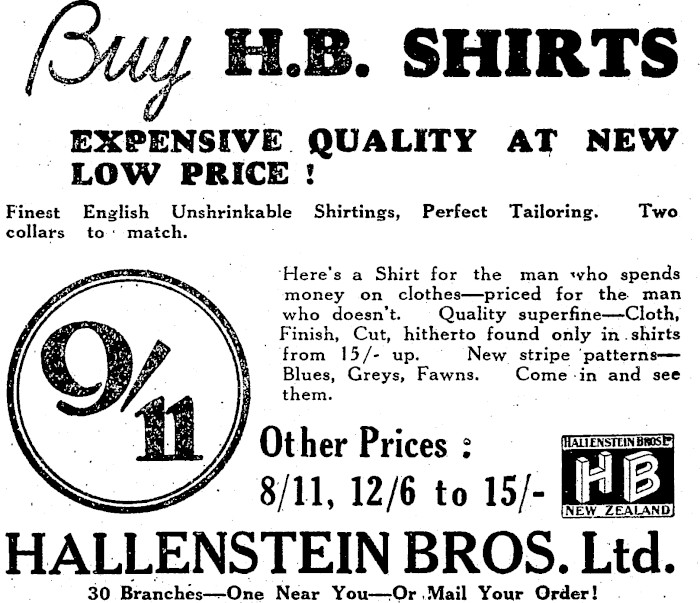 Buy H.B. SHIRTS
EXPENSIVE QUALITY AT NEW
LOW PRICE !
Finest English Unshrinkable Shirtings, Perfect Tailoring. Two
collars to match.
9/11
Here's a Shirt for the man who spends
money on clothes—priced for the man
who doesn't. Quality superfine—Cloth,
Finish, Cut, hitherto found only in shirts
from 15/- up. New stripe patterns—
Blues, Greys, Fawns. Come in and see
them.
Other Prices :
8/11, 12/6 to 15/-
HALLENSTEIN BROS LTD
HB
NEW ZEALAND
HALLENSTEIN BROS. Ltd.
30 Branches—One Near You—Or Mail Your Order!